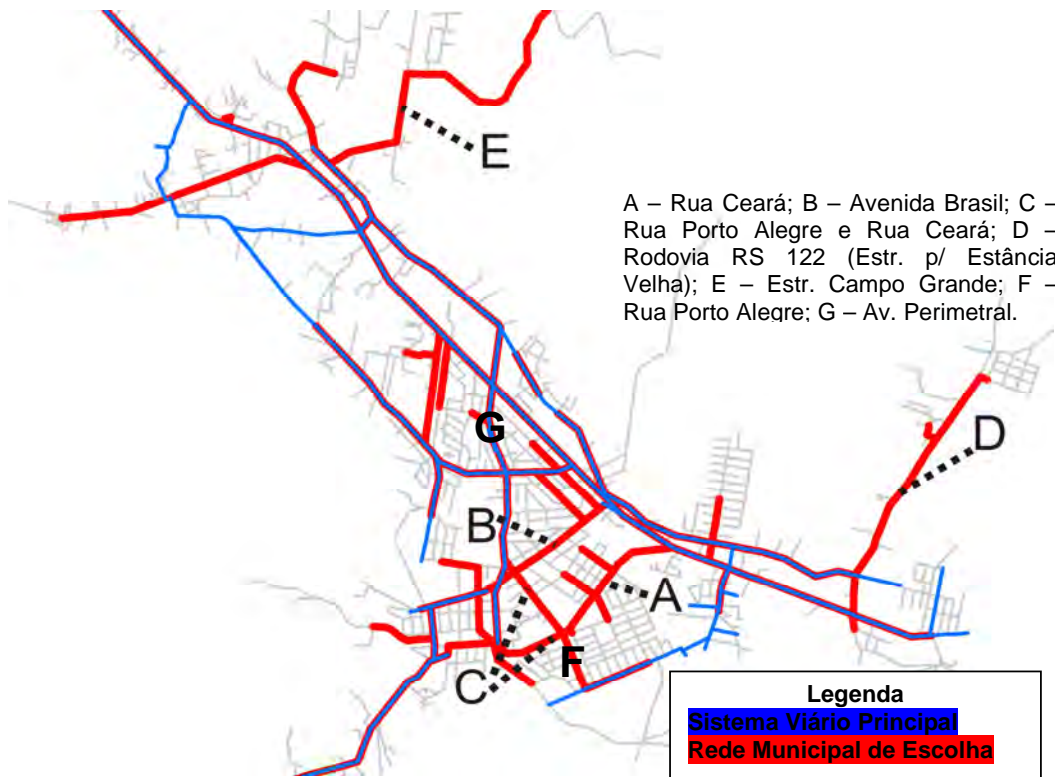 E
A – Rua Ceará; B – Avenida Brasil; C –
Rua Porto Alegre e Rua Ceará; D –
Rodovia RS 122 (Estr. p/ Estância
Velha); E – Estr. Campo Grande; F –
Rua Porto Alegre; G – Av. Perimetral.
G
D
B
A
F
C
Legenda
Sistema Viário Principal
Rede Municipal de Escolha